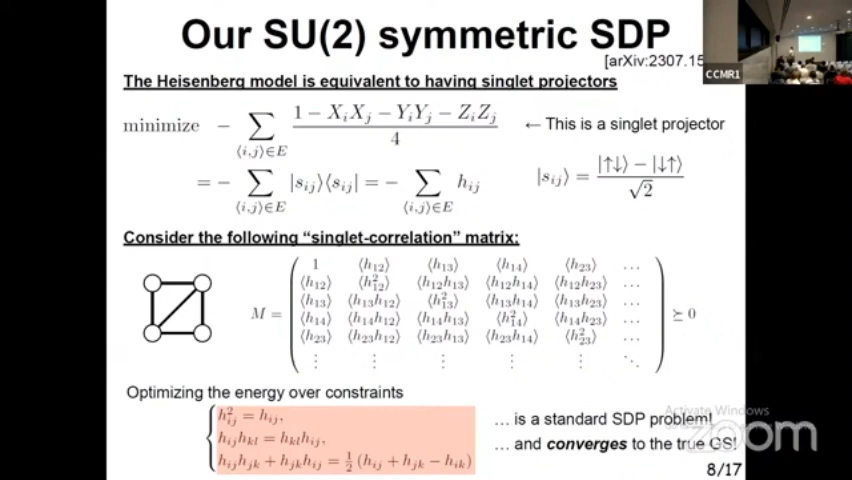 Our SU(2) symmetric SDP
[arXiv:2307.15
CCMR1
The Heisenberg model is equivalent to having singlet projectors
minimize − ∑_{⟨i,j⟩∈E} (1 − X_iX_j − Y_iY_j − Z_iZ_j)/4 ← This is a singlet projector
= − ∑_{⟨i,j⟩∈E} |s_{ij}⟩⟨s_{ij}| = − ∑_{⟨i,j⟩∈E} h_{ij} |s_{ij}⟩ = (|↑↓⟩ − |↓↑⟩)/√2
Consider the following “singlet-correlation” matrix:
1 ⟨h_{12}⟩ ⟨h_{13}⟩ ⟨h_{14}⟩ ⟨h_{23}⟩ …
⟨h_{12}⟩ ⟨h_{12}^2⟩ ⟨h_{12}h_{13}⟩ ⟨h_{12}h_{14}⟩ ⟨h_{12}h_{23}⟩ …
M = ⟨h_{13}⟩ ⟨h_{13}h_{12}⟩ ⟨h_{13}^2⟩ ⟨h_{13}h_{14}⟩ ⟨h_{13}h_{23}⟩ … ⪰ 0
⟨h_{14}⟩ ⟨h_{14}h_{12}⟩ ⟨h_{14}h_{13}⟩ ⟨h_{14}^2⟩ ⟨h_{14}h_{23}⟩ …
⟨h_{23}⟩ ⟨h_{23}h_{12}⟩ ⟨h_{23}h_{13}⟩ ⟨h_{23}h_{14}⟩ ⟨h_{23}^2⟩ …
⋮ ⋮ ⋮ ⋮ ⋮ ⋱
Optimizing the energy over constraints
h_{ij}^2 = h_{ij}, … is a standard SDP problem!
h_{ij}h_{kl} = h_{kl}h_{ij}, … and converges to the true GS!
h_{ij}h_{jk} + h_{jk}h_{ij} = ½ (h_{ij} + h_{jk} − h_{ik})
Activate Windows
zoom
8/17